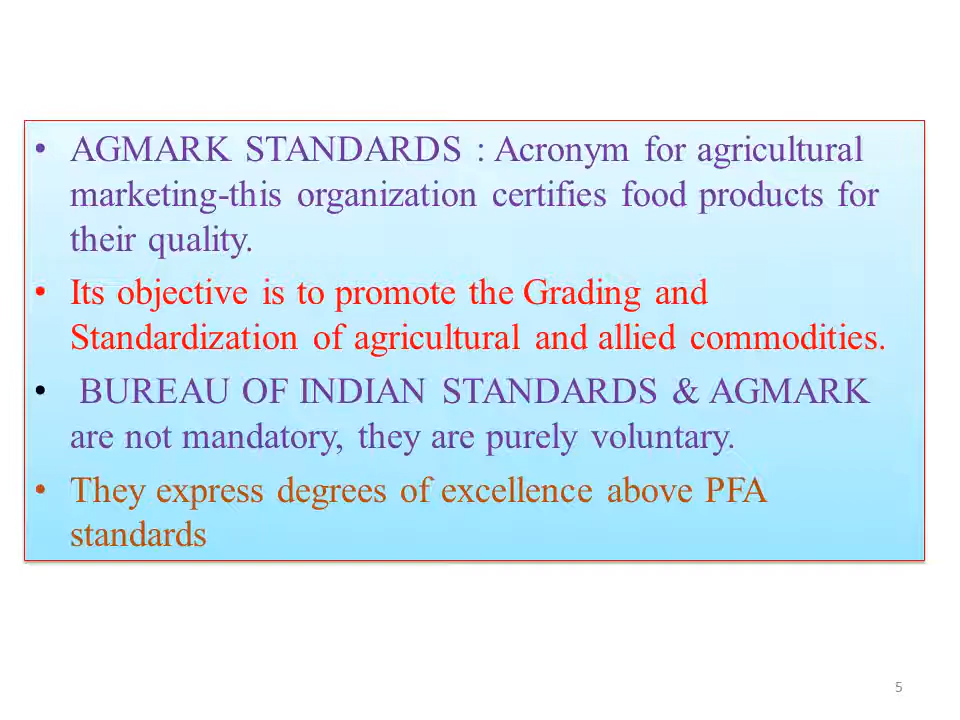 • AGMARK STANDARDS : Acronym for agricultural
marketing-this organization certifies food products for
their quality.
• Its objective is to promote the Grading and
Standardization of agricultural and allied commodities.
• BUREAU OF INDIAN STANDARDS & AGMARK
are not mandatory, they are purely voluntary.
• They express degrees of excellence above PFA
standards
5